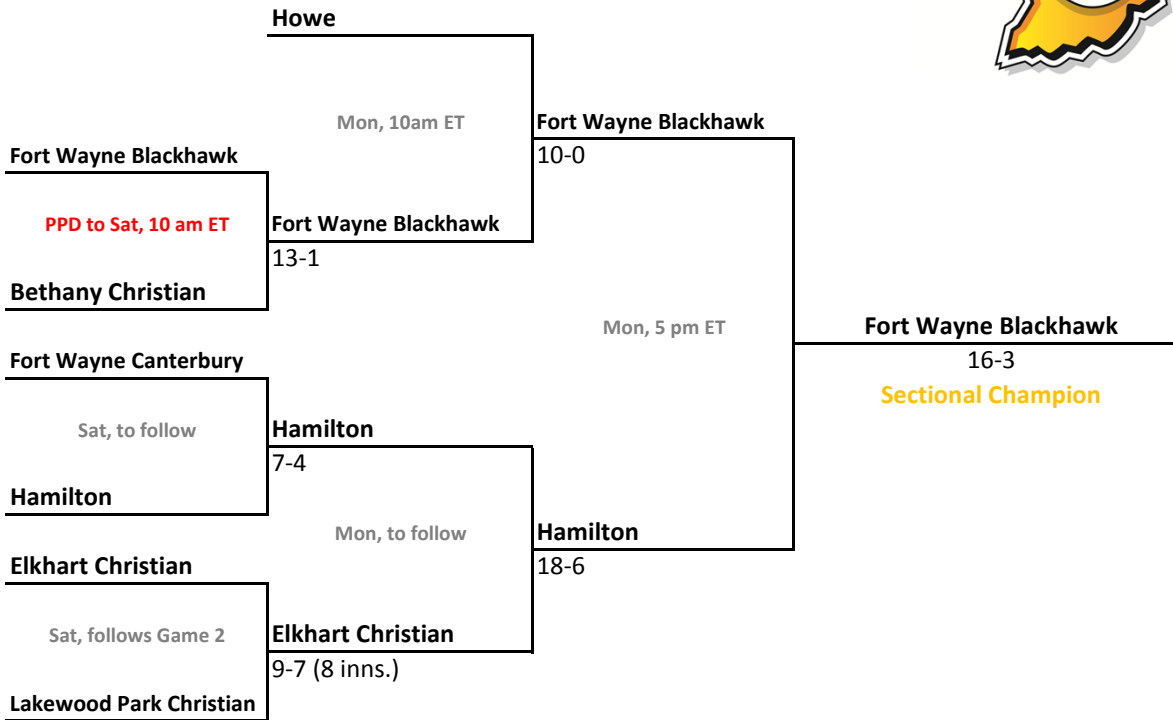 Howe
Mon, 10am ET
Fort Wayne Blackhawk
10-0
Fort Wayne Blackhawk
PPD to Sat, 10 am ET
Fort Wayne Blackhawk
13-1
Bethany Christian
Mon, 5 pm ET
Fort Wayne Blackhawk
16-3
Sectional Champion
Fort Wayne Canterbury
Sat, to follow
Hamilton
7-4
Hamilton
Mon, to follow
Hamilton
18-6
Elkhart Christian
Sat, follows Game 2
Elkhart Christian
9-7 (8 inns.)
Lakewood Park Christian